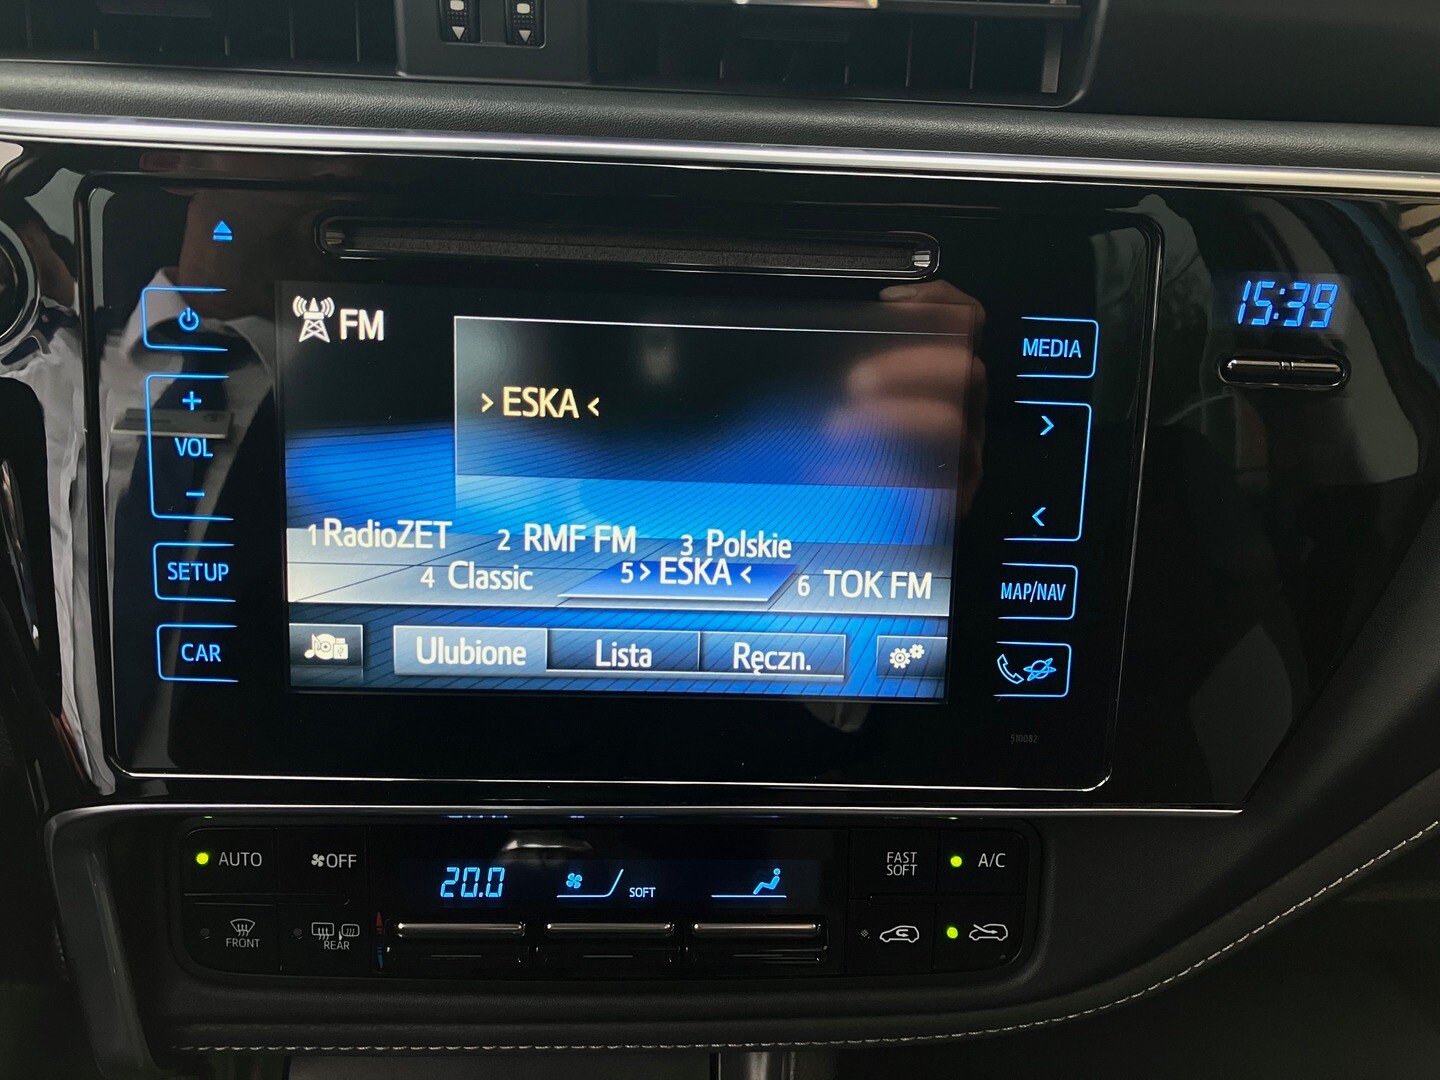 FM
15:39
MEDIA
> ESKA <
VOL
1 RadioZET 2 RMF FM 3 Polskie
4 Classic 5 > ESKA < 6 TOK FM
SETUP
MAP/NAV
CAR
Ulubione Lista Ręczn.
510082
AUTO OFF
20.0
SOFT
FAST
SOFT
A/C
FRONT
REAR